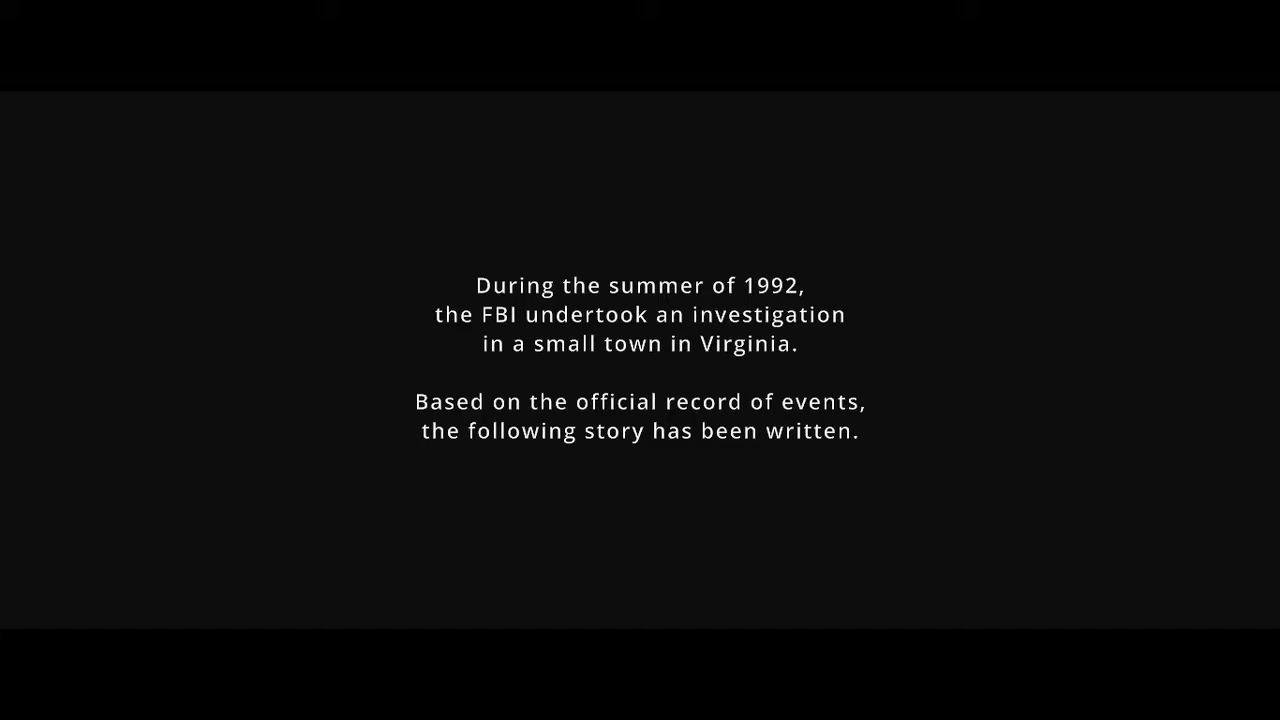 During the summer of 1992,
the FBI undertook an investigation
in a small town in Virginia.
Based on the official record of events,
the following story has been written.